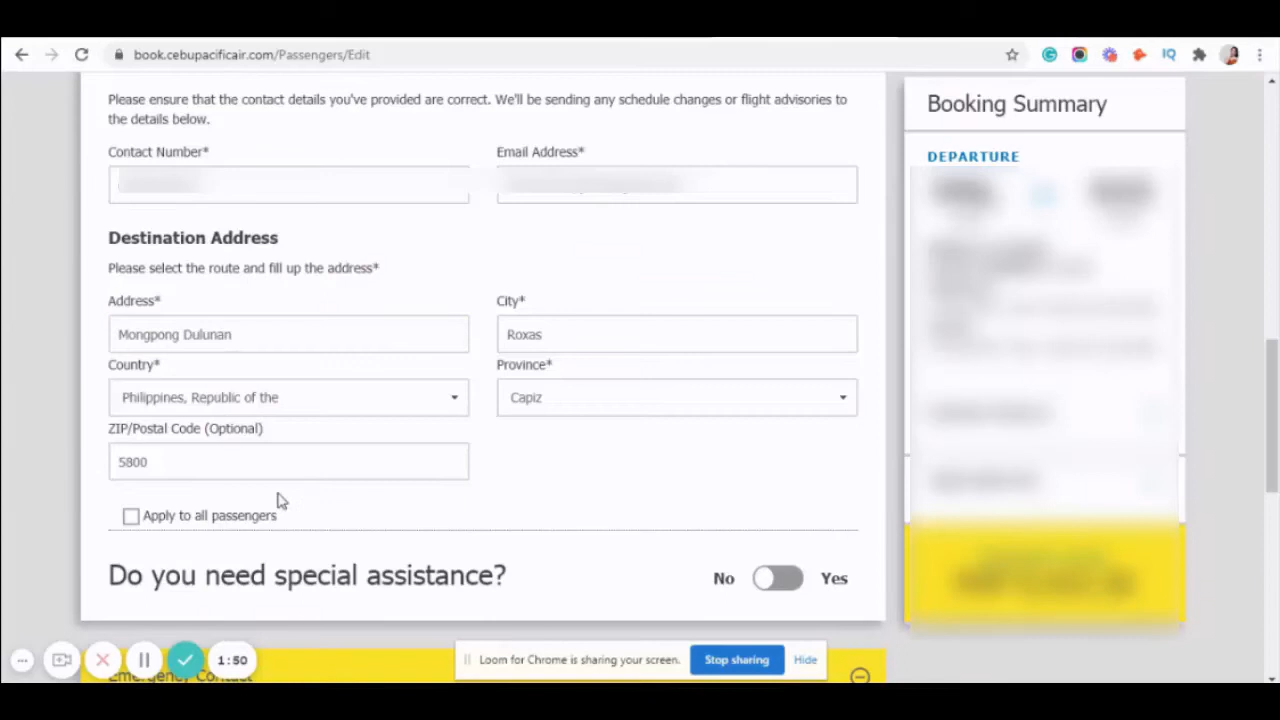 book.cebupacificair.com/Passengers/Edit
IQ
Please ensure that the contact details you've provided are correct. We'll be sending any schedule changes or flight advisories to
the details below.
Contact Number*
Email Address*
Destination Address
Please select the route and fill up the address*
Address*
City*
Mongpong Dulunan
Roxas
Country*
Province*
Philippines, Republic of the
Capiz
ZIP/Postal Code (Optional)
5800
Apply to all passengers
Do you need special assistance?
No
Yes
Booking Summary
DEPARTURE
1:50
Loom for Chrome is sharing your screen.
Stop sharing
Hide
Emergency Contact